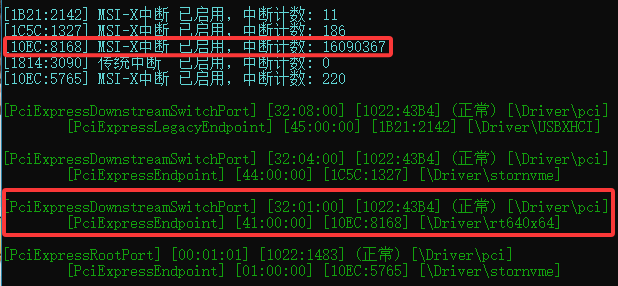 [1B21:2142] MSI-X中断 已启用, 中断计数: 11
[1C5C:1327] MSI-X中断 已启用, 中断计数: 186
[10EC:8168] MSI-X中断 已启用, 中断计数: 16090367
[1814:3090] 传统中断 已启用, 中断计数: 0
[10EC:5765] MSI-X中断 已启用, 中断计数: 220
[PciExpressDownstreamSwitchPort] [32:08:00] [1022:43B4] (正常) [\Driver\pci]
[PciExpressLegacyEndpoint] [45:00:00] [1B21:2142] [\Driver\USBXHCI]
[PciExpressDownstreamSwitchPort] [32:04:00] [1022:43B4] (正常) [\Driver\pci]
[PciExpressEndpoint] [44:00:00] [1C5C:1327] [\Driver\stornvme]
[PciExpressDownstreamSwitchPort] [32:01:00] [1022:43B4] (正常) [\Driver\pci]
[PciExpressEndpoint] [41:00:00] [10EC:8168] [\Driver\rt640x64]
[PciExpressRootPort] [00:01:01] [1022:1483] (正常) [\Driver\pci]
[PciExpressEndpoint] [01:00:00] [10EC:5765] [\Driver\stornvme]